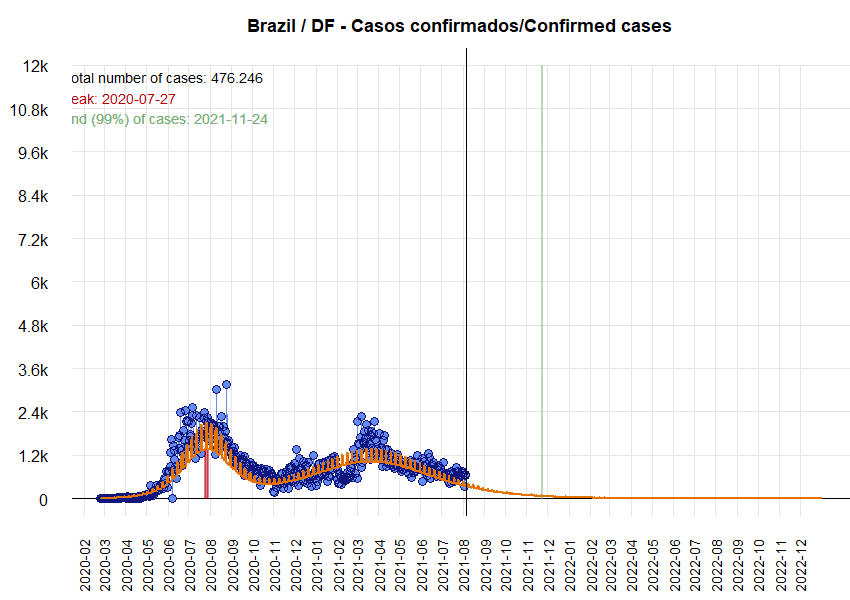 Brazil / DF - Casos confirmados/Confirmed cases
12k
otal number of cases: 476.246
eak: 2020-07-27
10.8k
nd (99%) of cases: 2021-11-24
9.6k
8.4k
7.2k
6k
4.8k
3.6k
2.4k
1.2k
0
2020-02
2020-03
2020-04
2020-05
2020-06
2020-07
2020-08
2020-09
2020-10
2020-11
2020-12
2021-01
2021-02
2021-03
2021-04
2021-05
2021-06
2021-07
2021-08
2021-09
2021-10
2021-11
2021-12
2022-01
2022-02
2022-03
2022-04
2022-05
2022-06
2022-07
2022-08
2022-09
2022-10
2022-11
2022-12